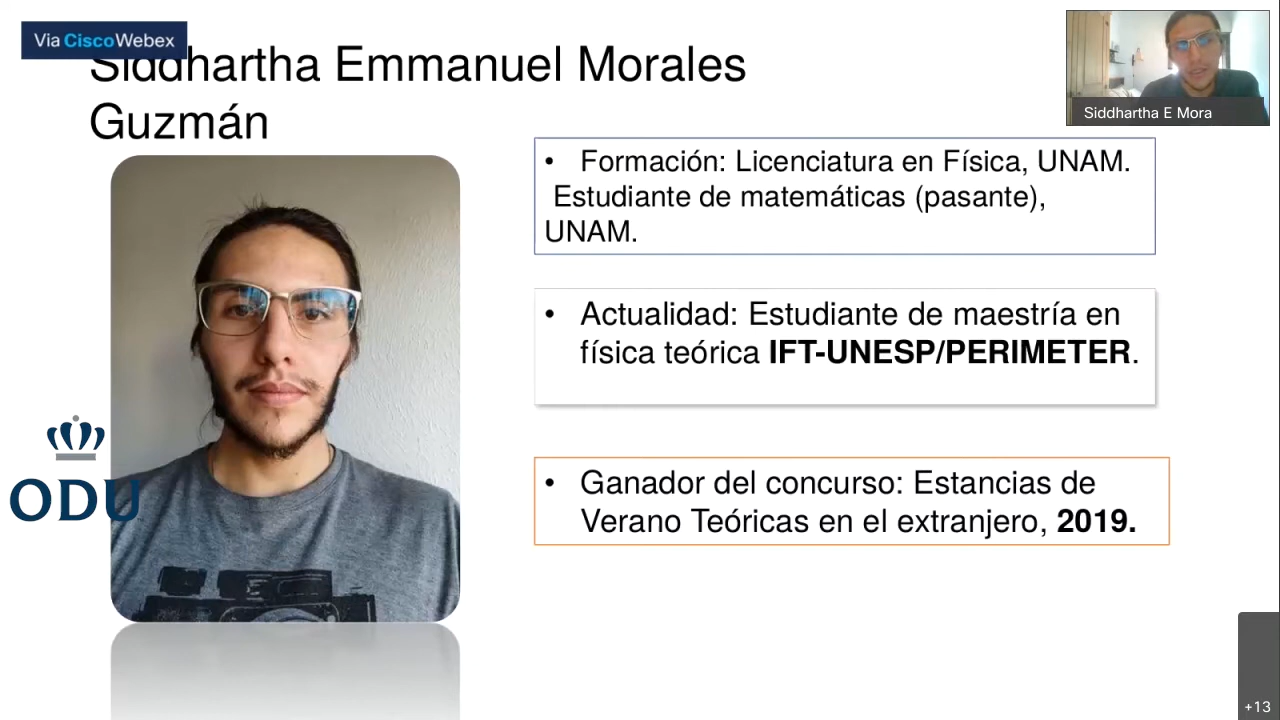 Via CiscoWebex
Siddhartha Emmanuel Morales
Guzmán
Siddhartha E Mora
• Formación: Licenciatura en Física, UNAM.
Estudiante de matemáticas (pasante),
UNAM.
• Actualidad: Estudiante de maestría en
física teórica IFT-UNESP/PERIMETER.
ODU
• Ganador del concurso: Estancias de
Verano Teóricas en el extranjero, 2019.
+13